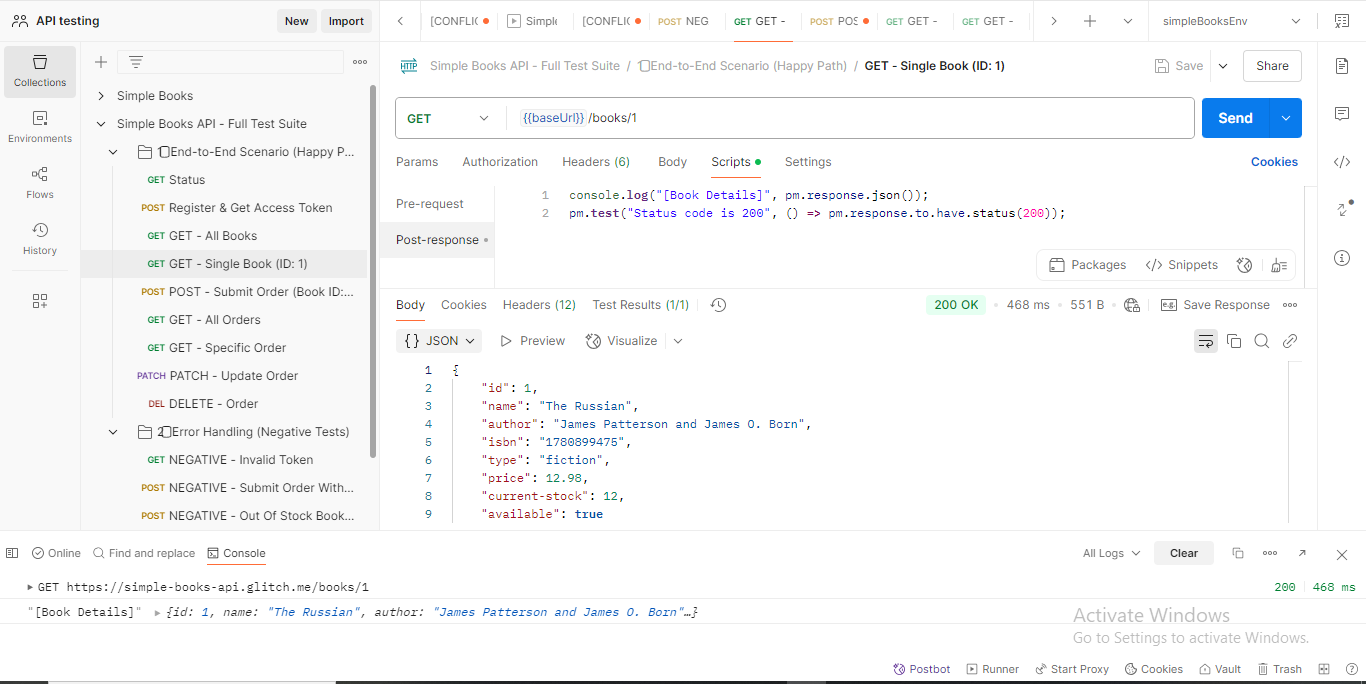 API testing
New
Import
[CONFLIC
Simple
[CONFLIC
POST NEG
GET GET -
POST POS
GET GET -
GET GET -
simpleBooksEnv
Collections
Environments
Flows
History
Simple Books
Simple Books API - Full Test Suite
1 End-to-End Scenario (Happy P...
GET Status
POST Register & Get Access Token
GET GET - All Books
GET GET - Single Book (ID: 1)
POST POST - Submit Order (Book ID:...
GET GET - All Orders
GET GET - Specific Order
PATCH PATCH - Update Order
DEL DELETE - Order
2 Error Handling (Negative Tests)
GET NEGATIVE - Invalid Token
POST NEGATIVE - Submit Order With...
POST NEGATIVE - Out Of Stock Book...
HTTP Simple Books API - Full Test Suite / 1 End-to-End Scenario (Happy Path) / GET - Single Book (ID: 1)
Save
Share
GET
{{baseUrl}} /books/1
Send
Params Authorization Headers (6) Body Scripts Settings
Cookies
Pre-request
Post-response
1 console.log("[Book Details]", pm.response.json());
2 pm.test("Status code is 200", () => pm.response.to.have.status(200));
Packages
</> Snippets
Body Cookies Headers (12) Test Results (1/1)
200 OK
468 ms
551 B
e.g. Save Response
{} JSON
Preview
Visualize
1 {
2 "id": 1,
3 "name": "The Russian",
4 "author": "James Patterson and James O. Born",
5 "isbn": "1780899475",
6 "type": "fiction",
7 "price": 12.98,
8 "current-stock": 12,
9 "available": true
Online
Find and replace
Console
All Logs
Clear
GET https://simple-books-api.glitch.me/books/1
200 468 ms
"[Book Details]" {id: 1, name: "The Russian", author: "James Patterson and James O. Born"…}
Activate Windows
Go to Settings to activate Windows.
Postbot
Runner
Start Proxy
Cookies
Vault
Trash